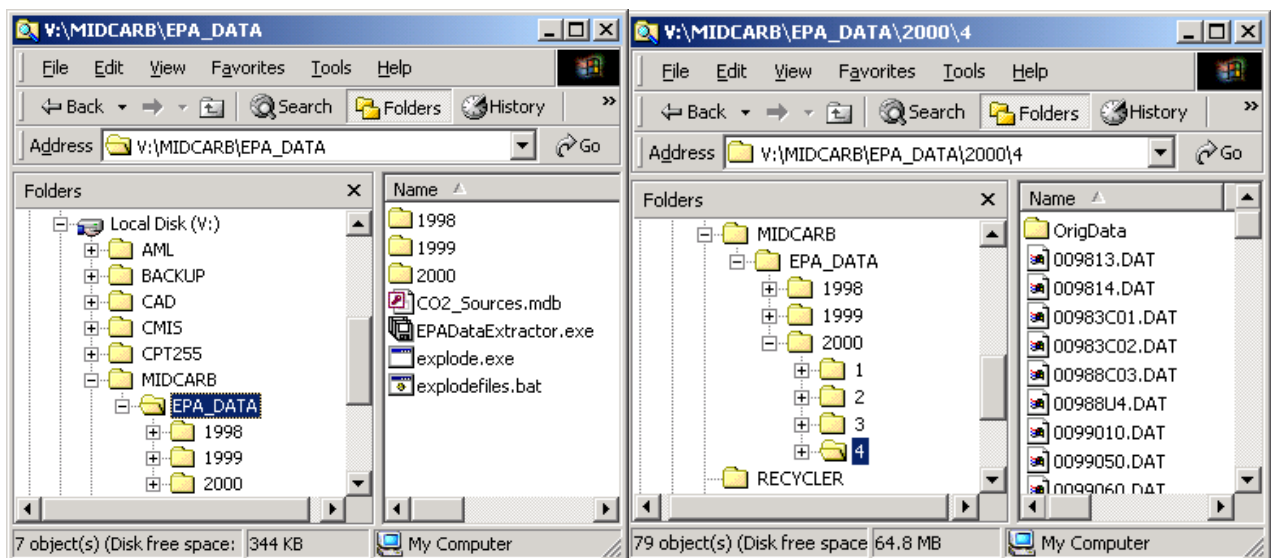 V:\MIDCARB\EPA_DATA
File Edit View Favorites Tools Help
Back Search Folders History »
Address V:\MIDCARB\EPA_DATA Go
Folders
Local Disk (V:)
AML
BACKUP
CAD
CMIS
CPT255
MIDCARB
EPA_DATA
1998
1999
2000
Name
1998
1999
2000
CO2_Sources.mdb
EPADataExtractor.exe
explode.exe
explodefiles.bat
7 object(s) (Disk free space: 344 KB My Computer
V:\MIDCARB\EPA_DATA\2000\4
File Edit View Favorites Tools Help
Back Search Folders History »
Address V:\MIDCARB\EPA_DATA\2000\4 Go
Folders
MIDCARB
EPA_DATA
1998
1999
2000
1
2
3
4
RECYCLER
Name
OrigData
009813.DAT
009814.DAT
00983C01.DAT
00983C02.DAT
00988C03.DAT
00988U4.DAT
0099010.DAT
0099050.DAT
0099060.DAT
79 object(s) (Disk free space 64.8 MB My Computer